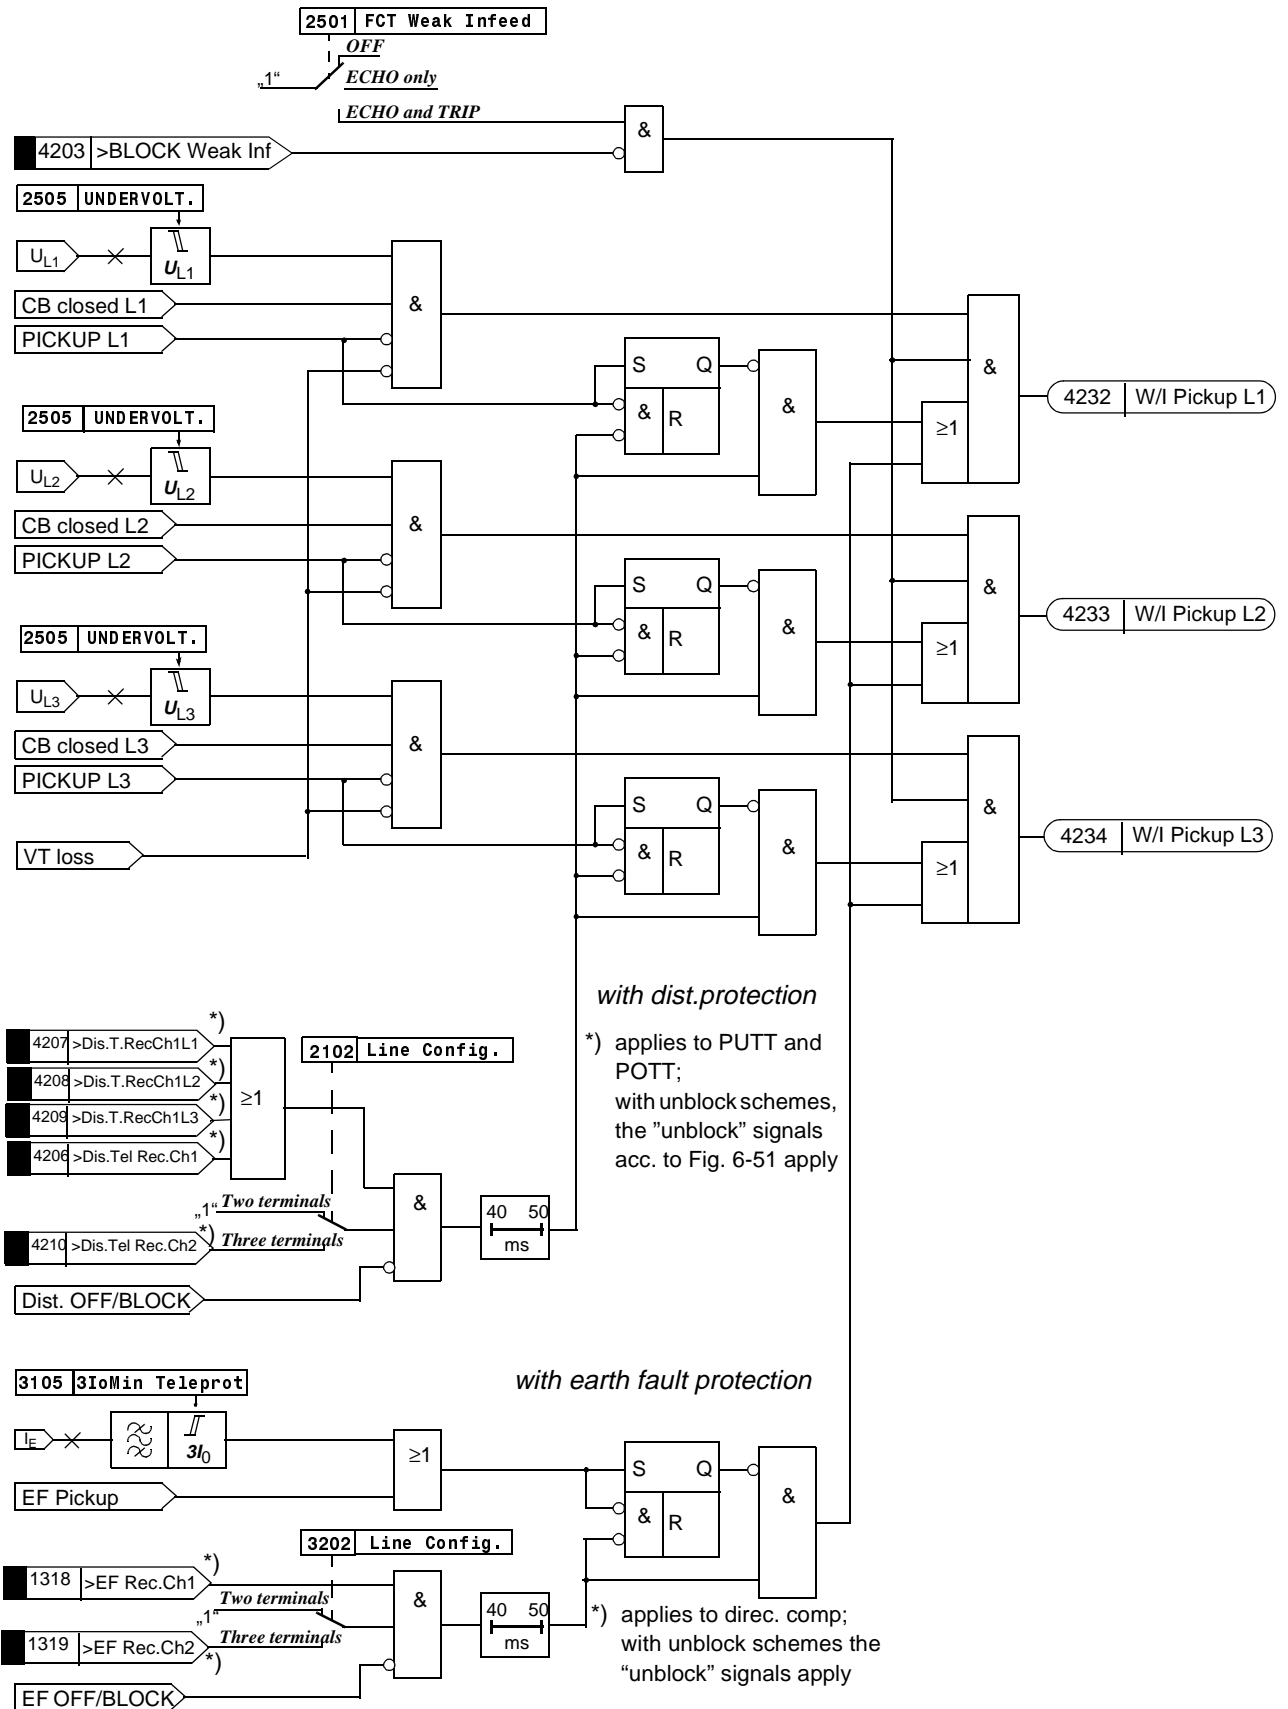 2501 FCT Weak Infeed
OFF
„1“
ECHO only
ECHO and TRIP
&
4203 >BLOCK Weak Inf
2505 UNDERVOLT.
UL1
UL1
CB closed L1
&
PICKUP L1
S Q
& R
&
&
≥1
4232 W/I Pickup L1
2505 UNDERVOLT.
UL2
UL2
CB closed L2
&
PICKUP L2
S Q
& R
&
&
≥1
4233 W/I Pickup L2
2505 UNDERVOLT.
UL3
UL3
CB closed L3
&
PICKUP L3
S Q
& R
&
&
≥1
4234 W/I Pickup L3
VT loss
with dist.protection
*) applies to PUTT and
POTT;
with unblock schemes,
the ”unblock” signals
acc. to Fig. 6-51 apply
*)
4207 >Dis.T.RecCh1L1
*)
4208 >Dis.T.RecCh1L2
*)
4209 >Dis.T.RecCh1L3
*)
4206 >Dis.Tel Rec.Ch1
≥1
2102 Line Config.
„1“ Two terminals
*) Three terminals
4210 >Dis.Tel Rec.Ch2
&
40 50
ms
Dist. OFF/BLOCK
3105 3IoMin Teleprot
with earth fault protection
IE
3I0
≥1
EF Pickup
S Q
& R
&
3202 Line Config.
*)
1318 >EF Rec.Ch1
Two terminals
„1“
Three terminals
1319 >EF Rec.Ch2
*)
&
40 50
ms
EF OFF/BLOCK
*) applies to direc. comp;
with unblock schemes the
“unblock” signals apply